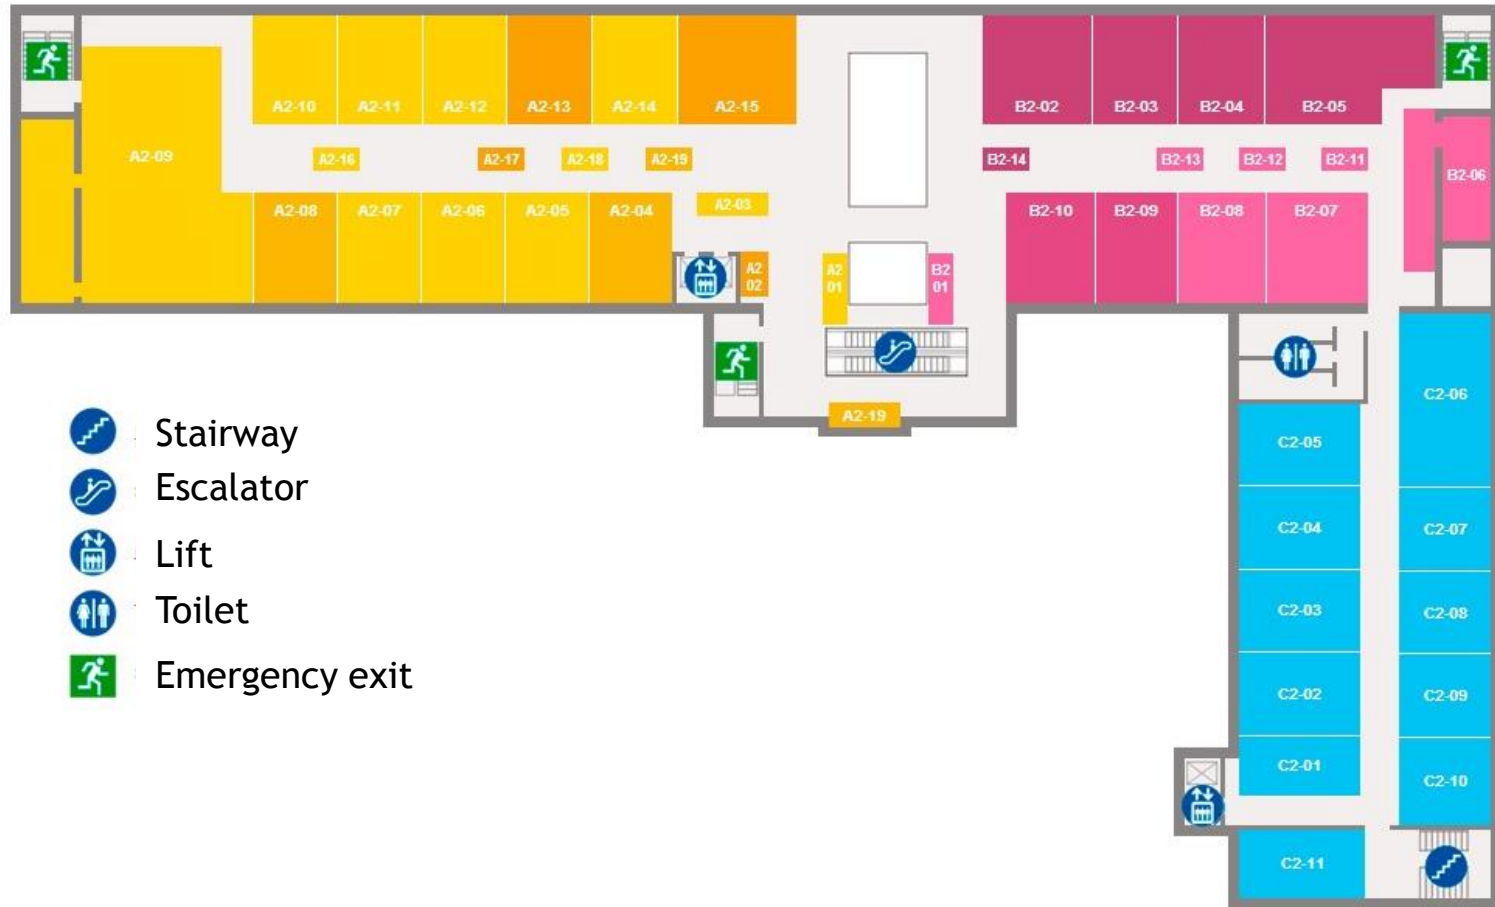 A2-10 A2-11 A2-12 A2-13 A2-14 A2-15 B2-02 B2-03 B2-04 B2-05
A2-09 A2-16 A2-17 A2-18 A2-19 B2-14 B2-13 B2-12 B2-11 B2-06
A2-08 A2-07 A2-06 A2-05 A2-04 A2-03 B2-10 B2-09 B2-08 B2-07
A2 A2 B2
02 01 01
C2-06
A2-19
Stairway C2-05
Escalator
C2-04 C2-07
Lift
Toilet C2-03 C2-08
Emergency exit C2-02 C2-09
C2-01 C2-10
C2-11